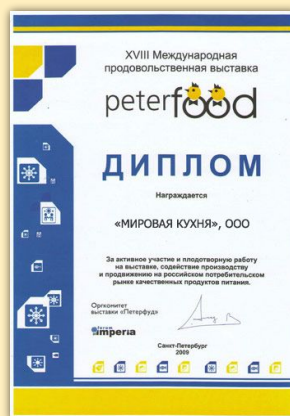 XVIII Международная
продовольственная выставка
peterfood
ДИПЛОМ
Награждается
«МИРОВАЯ КУХНЯ», ООО
За активное участие и плодотворную работу
на выставке, содействие производству
и продвижению на российском потребительском
рынке качественных продуктов питания.
Оргкомитет
выставки «Петерфуд»
forum
imperia
Санкт-Петербург
2009